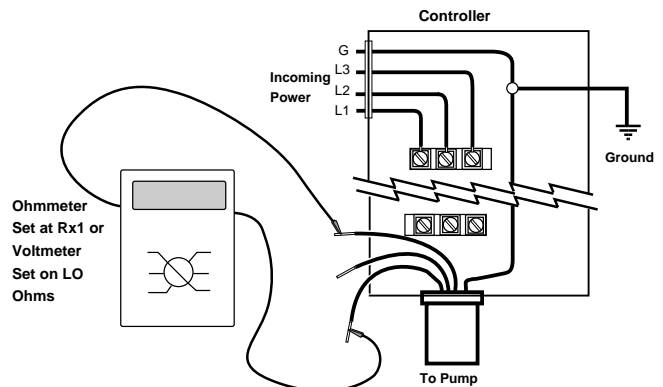 Controller
G
L3
L2
L1
Incoming
Power
Ground
Ohmmeter
Set at Rx1 or
Voltmeter
Set on LO
Ohms
To Pump